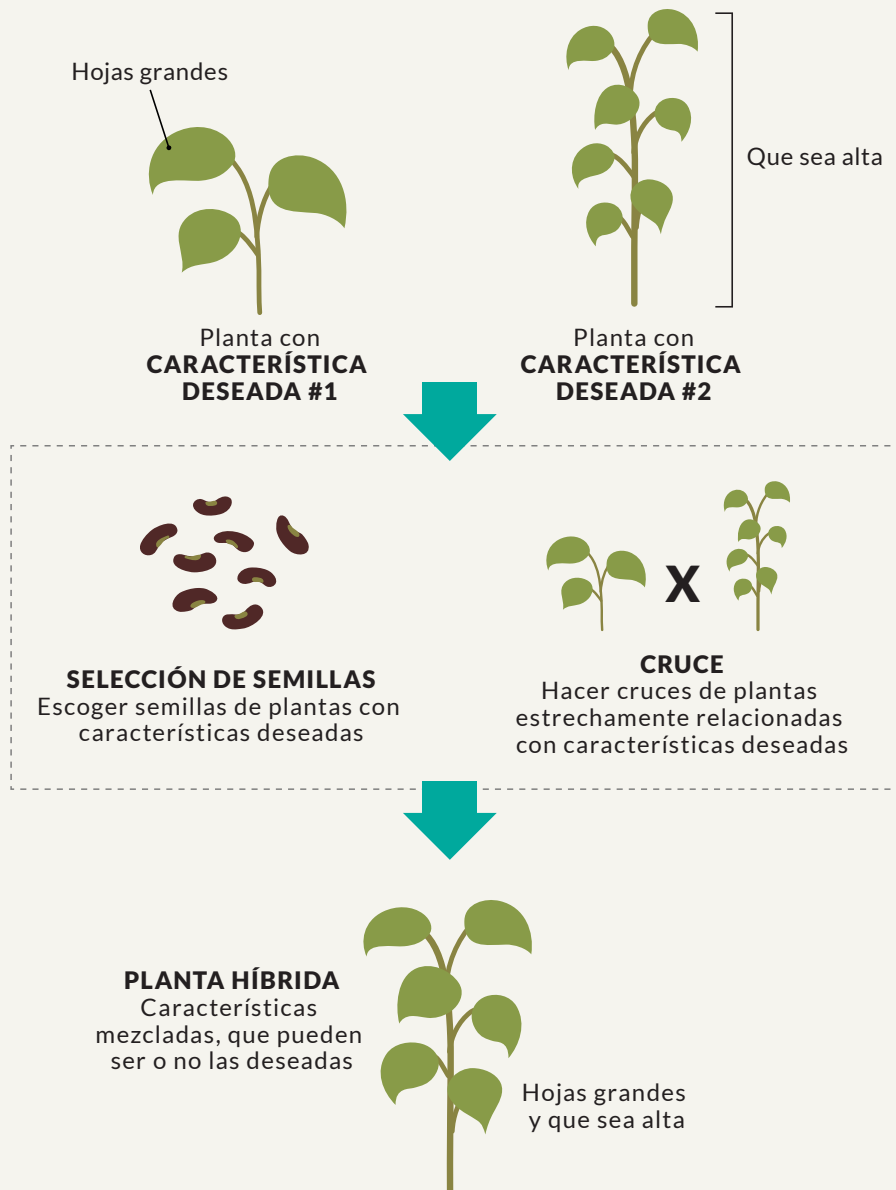 Hojas grandes
Que sea alta
Planta con
CARACTERÍSTICA
DESEADA #1
Planta con
CARACTERÍSTICA
DESEADA #2
X
SELECCIÓN DE SEMILLAS
Escoger semillas de plantas con
características deseadas
CRUCE
Hacer cruces de plantas
estrechamente relacionadas
con características deseadas
PLANTA HÍBRIDA
Características
mezcladas, que pueden
ser o no las deseadas
Hojas grandes
y que sea alta